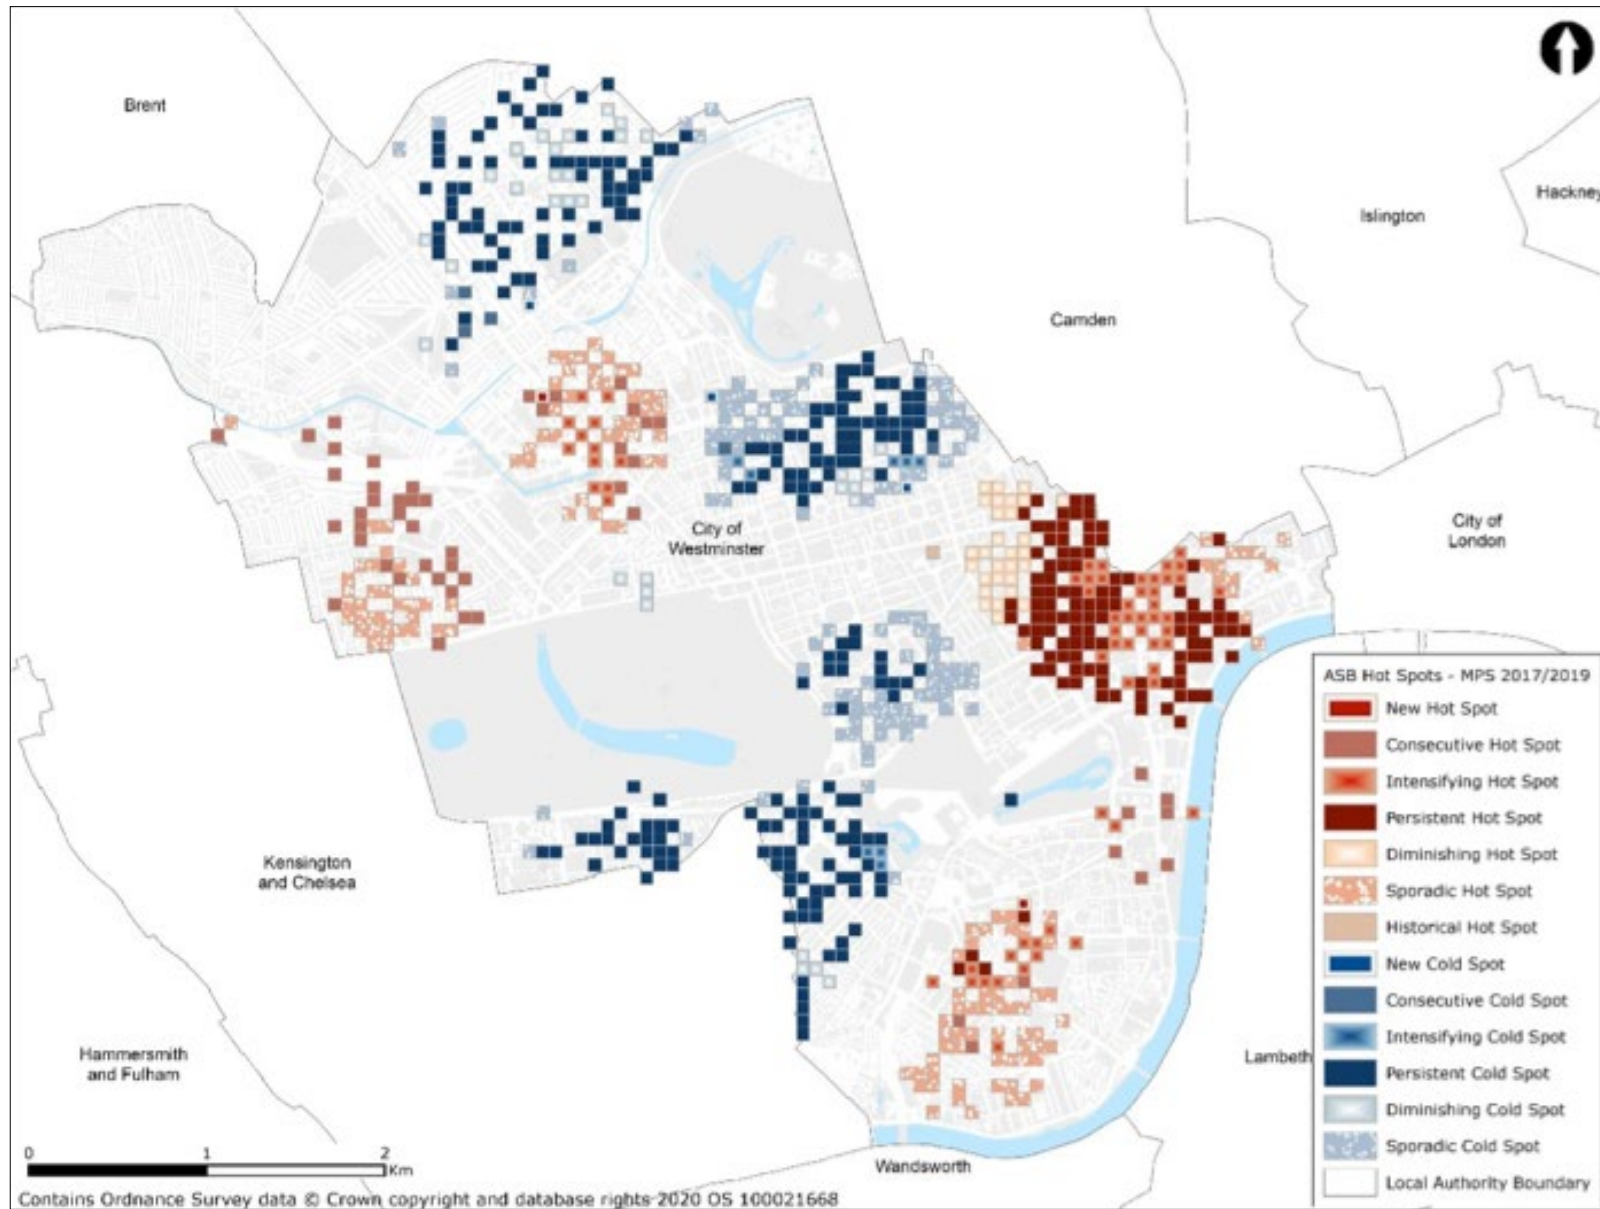 Brent
Hackney
Islington
Camden
City of
London
City of
Westminster
Kensington
and Chelsea
Hammersmith
and Fulham
Lambeth
Wandsworth
ASB Hot Spots - MPS 2017/2019
New Hot Spot
Consecutive Hot Spot
Intensifying Hot Spot
Persistent Hot Spot
Diminishing Hot Spot
Sporadic Hot Spot
Historical Hot Spot
New Cold Spot
Consecutive Cold Spot
Intensifying Cold Spot
Persistent Cold Spot
Diminishing Cold Spot
Sporadic Cold Spot
Local Authority Boundary
0 1 2
Km
Contains Ordnance Survey data © Crown copyright and database rights 2020 OS 100021668